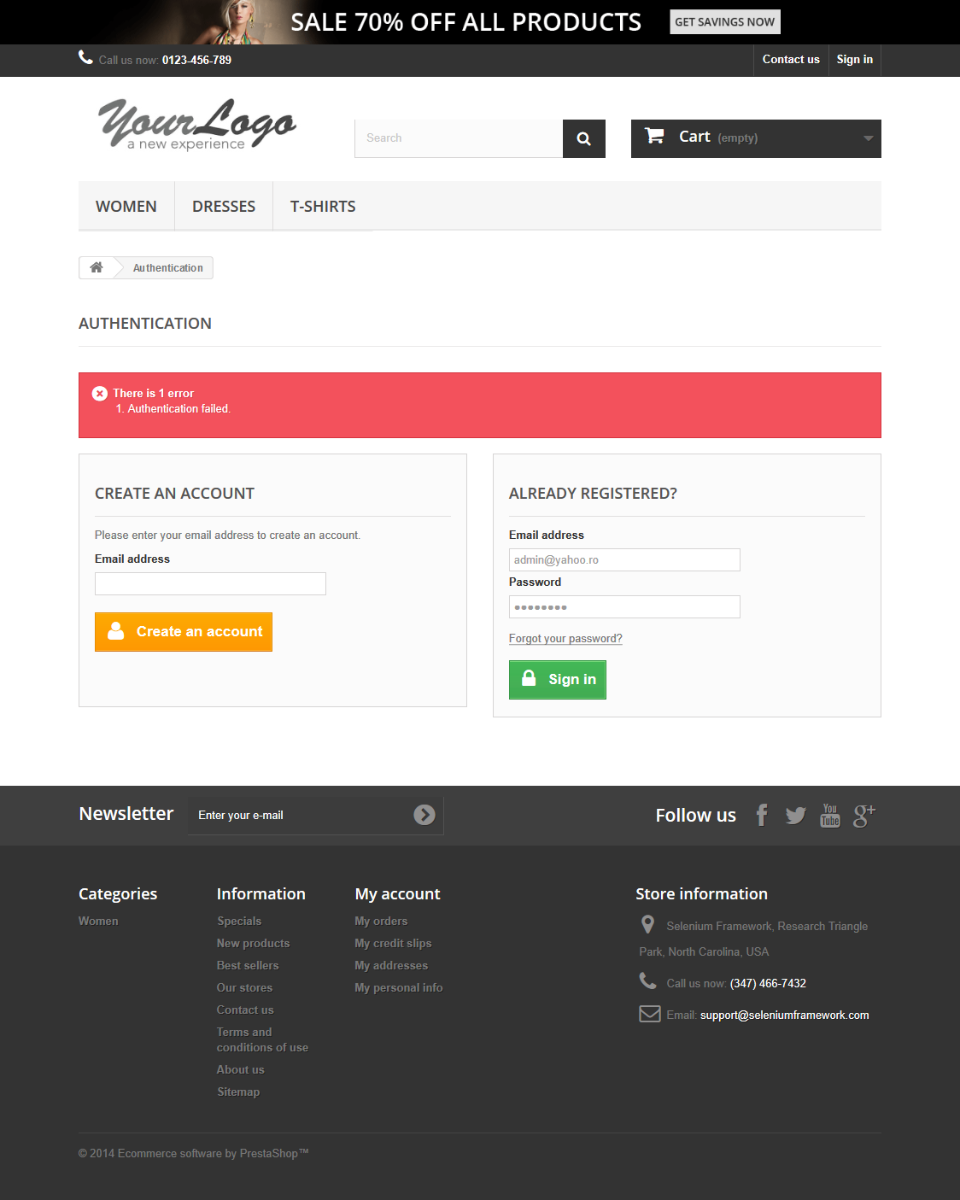 SALE 70% OFF ALL PRODUCTS GET SAVINGS NOW
Call us now: 0123-456-789 Contact us Sign in
YourLogo
a new experience
Search Cart (empty)
WOMEN DRESSES T-SHIRTS
Authentication
AUTHENTICATION
There is 1 error
1. Authentication failed.
CREATE AN ACCOUNT
Please enter your email address to create an account.
Email address
Create an account
ALREADY REGISTERED?
Email address
admin@yahoo.ro
Password
••••••••
Forgot your password?
Sign in
Newsletter Enter your e-mail Follow us
You
Tube
g+
Categories
Women
Information
Specials
New products
Best sellers
Our stores
Contact us
Terms and
conditions of use
About us
Sitemap
My account
My orders
My credit slips
My addresses
My personal info
Store information
Selenium Framework, Research Triangle
Park, North Carolina, USA
Call us now: (347) 466-7432
Email: support@seleniumframework.com
© 2014 Ecommerce software by PrestaShop™